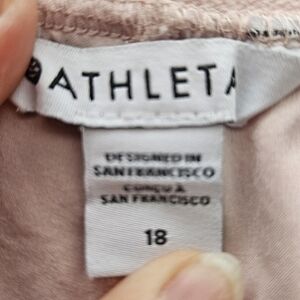 ATHLETA
DESIGNED IN
SAN FRANCISCO
CONÇU À
SAN FRANCISCO
18